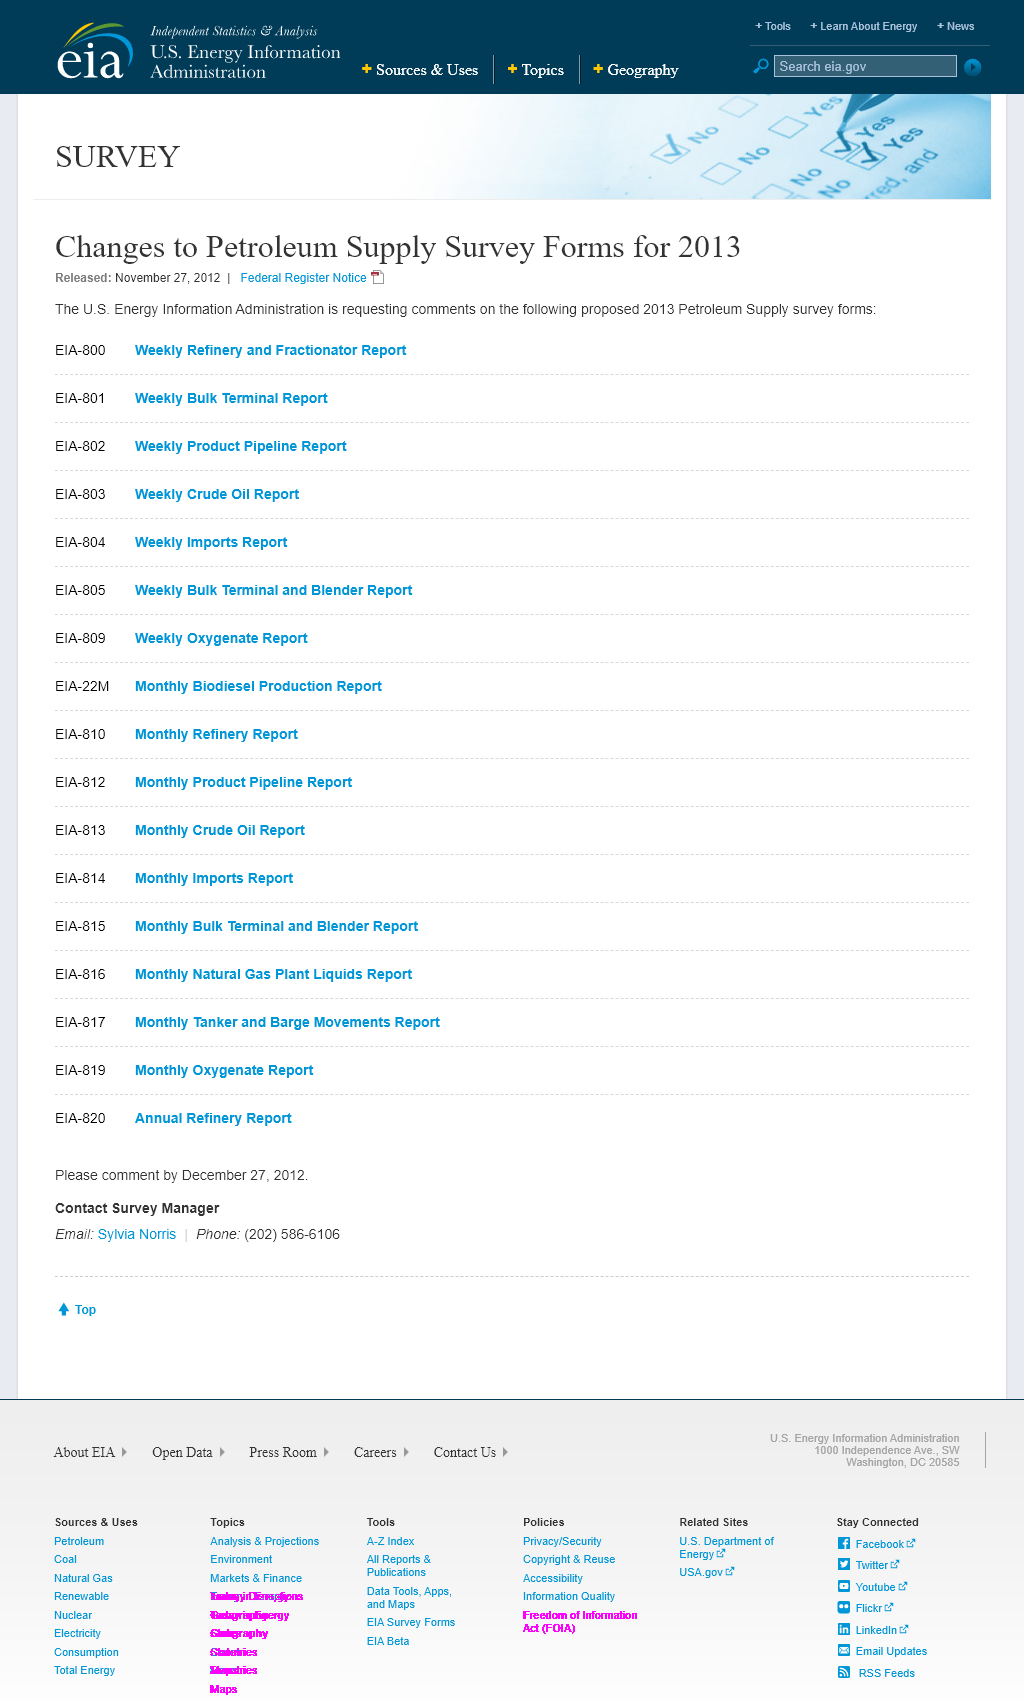 + Tools + Learn About Energy + News
Independent Statistics & Analysis
eia U.S. Energy Information
Administration
+ Sources & Uses + Topics + Geography
Search eia.gov
No
No
No
Yes
Yes
Yes
SURVEY
Changes to Petroleum Supply Survey Forms for 2013
Released: November 27, 2012 | Federal Register Notice
The U.S. Energy Information Administration is requesting comments on the following proposed 2013 Petroleum Supply survey forms:
EIA-800 Weekly Refinery and Fractionator Report
EIA-801 Weekly Bulk Terminal Report
EIA-802 Weekly Product Pipeline Report
EIA-803 Weekly Crude Oil Report
EIA-804 Weekly Imports Report
EIA-805 Weekly Bulk Terminal and Blender Report
EIA-809 Weekly Oxygenate Report
EIA-22M Monthly Biodiesel Production Report
EIA-810 Monthly Refinery Report
EIA-812 Monthly Product Pipeline Report
EIA-813 Monthly Crude Oil Report
EIA-814 Monthly Imports Report
EIA-815 Monthly Bulk Terminal and Blender Report
EIA-816 Monthly Natural Gas Plant Liquids Report
EIA-817 Monthly Tanker and Barge Movements Report
EIA-819 Monthly Oxygenate Report
EIA-820 Annual Refinery Report
Please comment by December 27, 2012.
Contact Survey Manager
Email: Sylvia Norris | Phone: (202) 586-6106
Top
About EIA Open Data Press Room Careers Contact Us
U.S. Energy Information Administration
1000 Independence Ave., SW
Washington, DC 20585
Sources & Uses
Petroleum
Coal
Natural Gas
Renewable
Nuclear
Electricity
Consumption
Total Energy
Topics
Analysis & Projections
Environment
Markets & Finance
Geography
Maps
Tools
A-Z Index
All Reports &
Publications
Data Tools, Apps,
and Maps
EIA Survey Forms
EIA Beta
Policies
Privacy/Security
Copyright & Reuse
Accessibility
Information Quality
Freedom of Information
Act (FOIA)
Related Sites
U.S. Department of
Energy
USA.gov
Stay Connected
Facebook
Twitter
Youtube
Flickr
LinkedIn
Email Updates
RSS Feeds